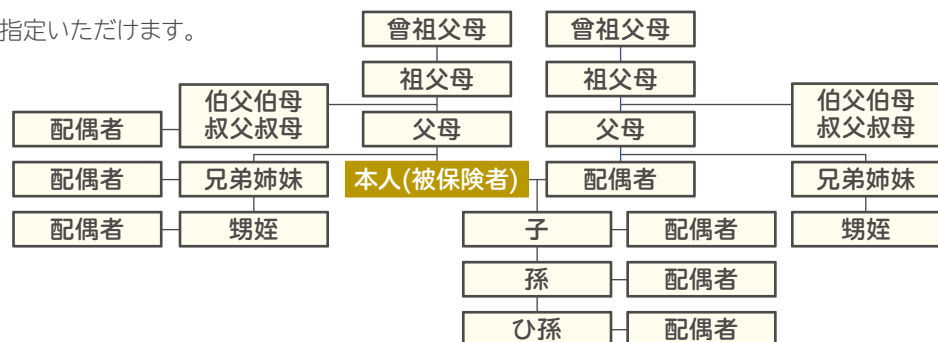 指定いただけます。
曾祖父母
曾祖父母
祖父母
祖父母
伯父伯母
叔父叔母
伯父伯母
叔父叔母
配偶者
父母
父母
配偶者
兄弟姉妹
本人(被保険者)
配偶者
兄弟姉妹
配偶者
甥姪
子
配偶者
甥姪
孫
配偶者
ひ孫
配偶者